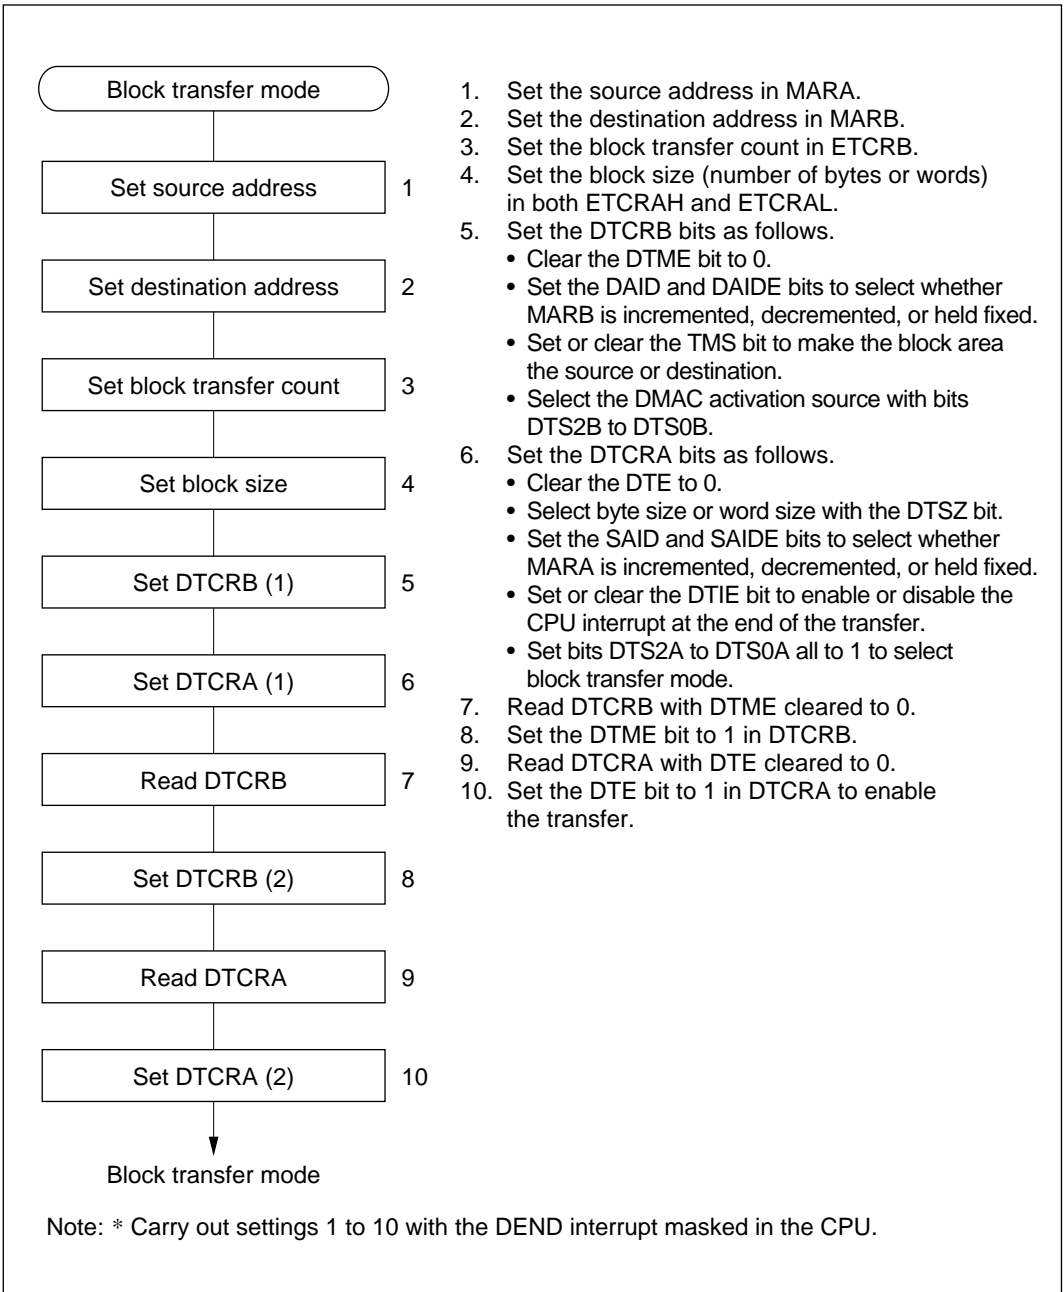 Block transfer mode
Set source address 1
Set destination address 2
Set block transfer count 3
Set block size 4
Set DTCRB (1) 5
Set DTCRA (1) 6
Read DTCRB 7
Set DTCRB (2) 8
Read DTCRA 9
Set DTCRA (2) 10
Block transfer mode
1. Set the source address in MARA.
2. Set the destination address in MARB.
3. Set the block transfer count in ETCRB.
4. Set the block size (number of bytes or words)
in both ETCRAH and ETCRAL.
5. Set the DTCRB bits as follows.
• Clear the DTME bit to 0.
• Set the DAID and DAIDE bits to select whether
MARB is incremented, decremented, or held fixed.
• Set or clear the TMS bit to make the block area
the source or destination.
• Select the DMAC activation source with bits
DTS2B to DTS0B.
6. Set the DTCRA bits as follows.
• Clear the DTE to 0.
• Select byte size or word size with the DTSZ bit.
• Set the SAID and SAIDE bits to select whether
MARA is incremented, decremented, or held fixed.
• Set or clear the DTIE bit to enable or disable the
CPU interrupt at the end of the transfer.
• Set bits DTS2A to DTS0A all to 1 to select
block transfer mode.
7. Read DTCRB with DTME cleared to 0.
8. Set the DTME bit to 1 in DTCRB.
9. Read DTCRA with DTE cleared to 0.
10. Set the DTE bit to 1 in DTCRA to enable
the transfer.
Note: * Carry out settings 1 to 10 with the DEND interrupt masked in the CPU.